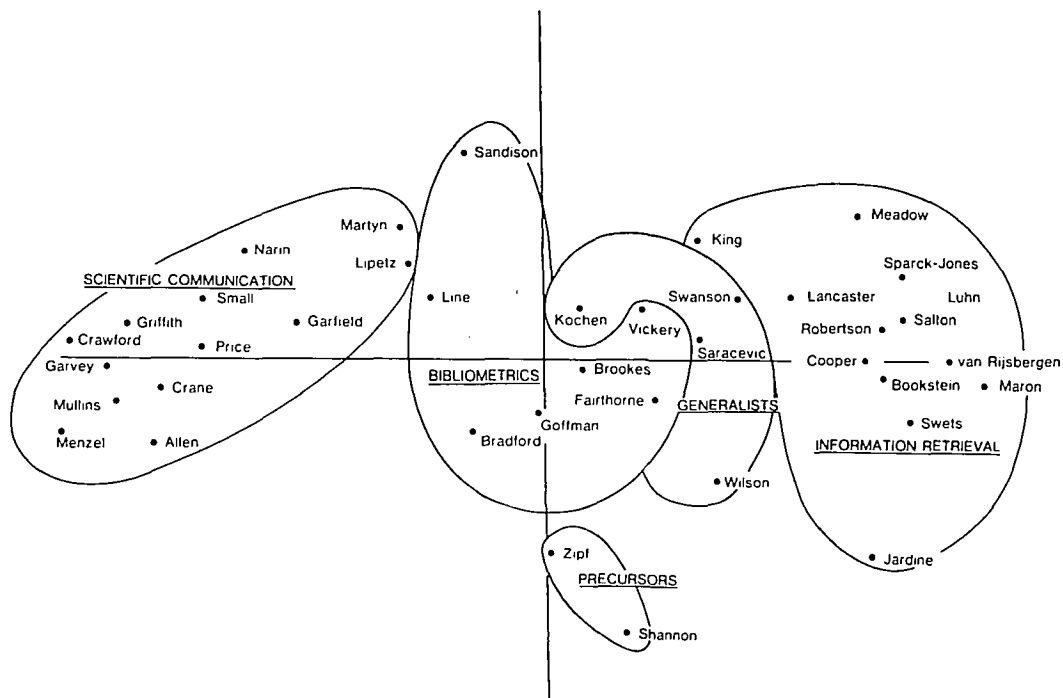 Sandison
Martyn
Meadow
Narin
King
Lipetz
Sparck-Jones
SCIENTIFIC COMMUNICATION
Small
Line
Swanson
Lancaster
Luhn
Kochen
Vickery
Griffith
Garfield
Robertson
Salton
Crawford
Price
Saracevic
Garvey
BIBLIOMETRICS
Brookes
Cooper
van Rijsbergen
Crane
Bookstein
Maron
Mullins
Fairthorne
GENERALISTS
Goffman
Swets
Menzel
Allen
Bradford
INFORMATION RETRIEVAL
Wilson
Zipf
Jardine
PRECURSORS
Shannon